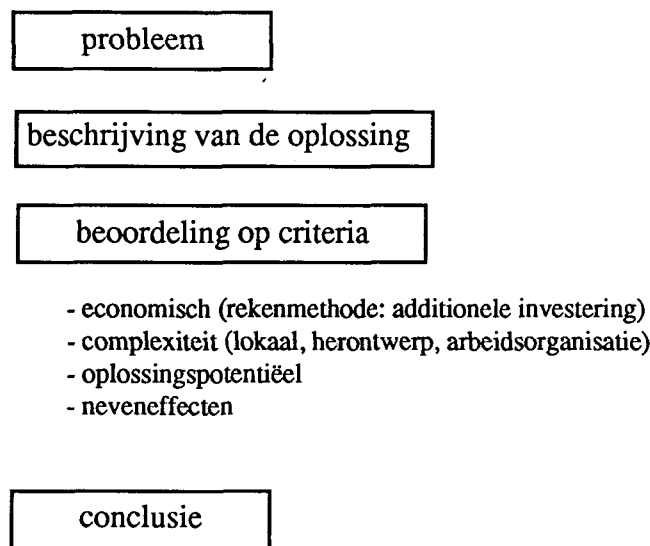 probleem
beschrijving van de oplossing
beoordeling op criteria
- economisch (rekenmethode: additionele investering)
- complexiteit (lokaal, herontwerp, arbeidsorganisatie)
- oplossingspotentiëel
- neveneffecten
conclusie